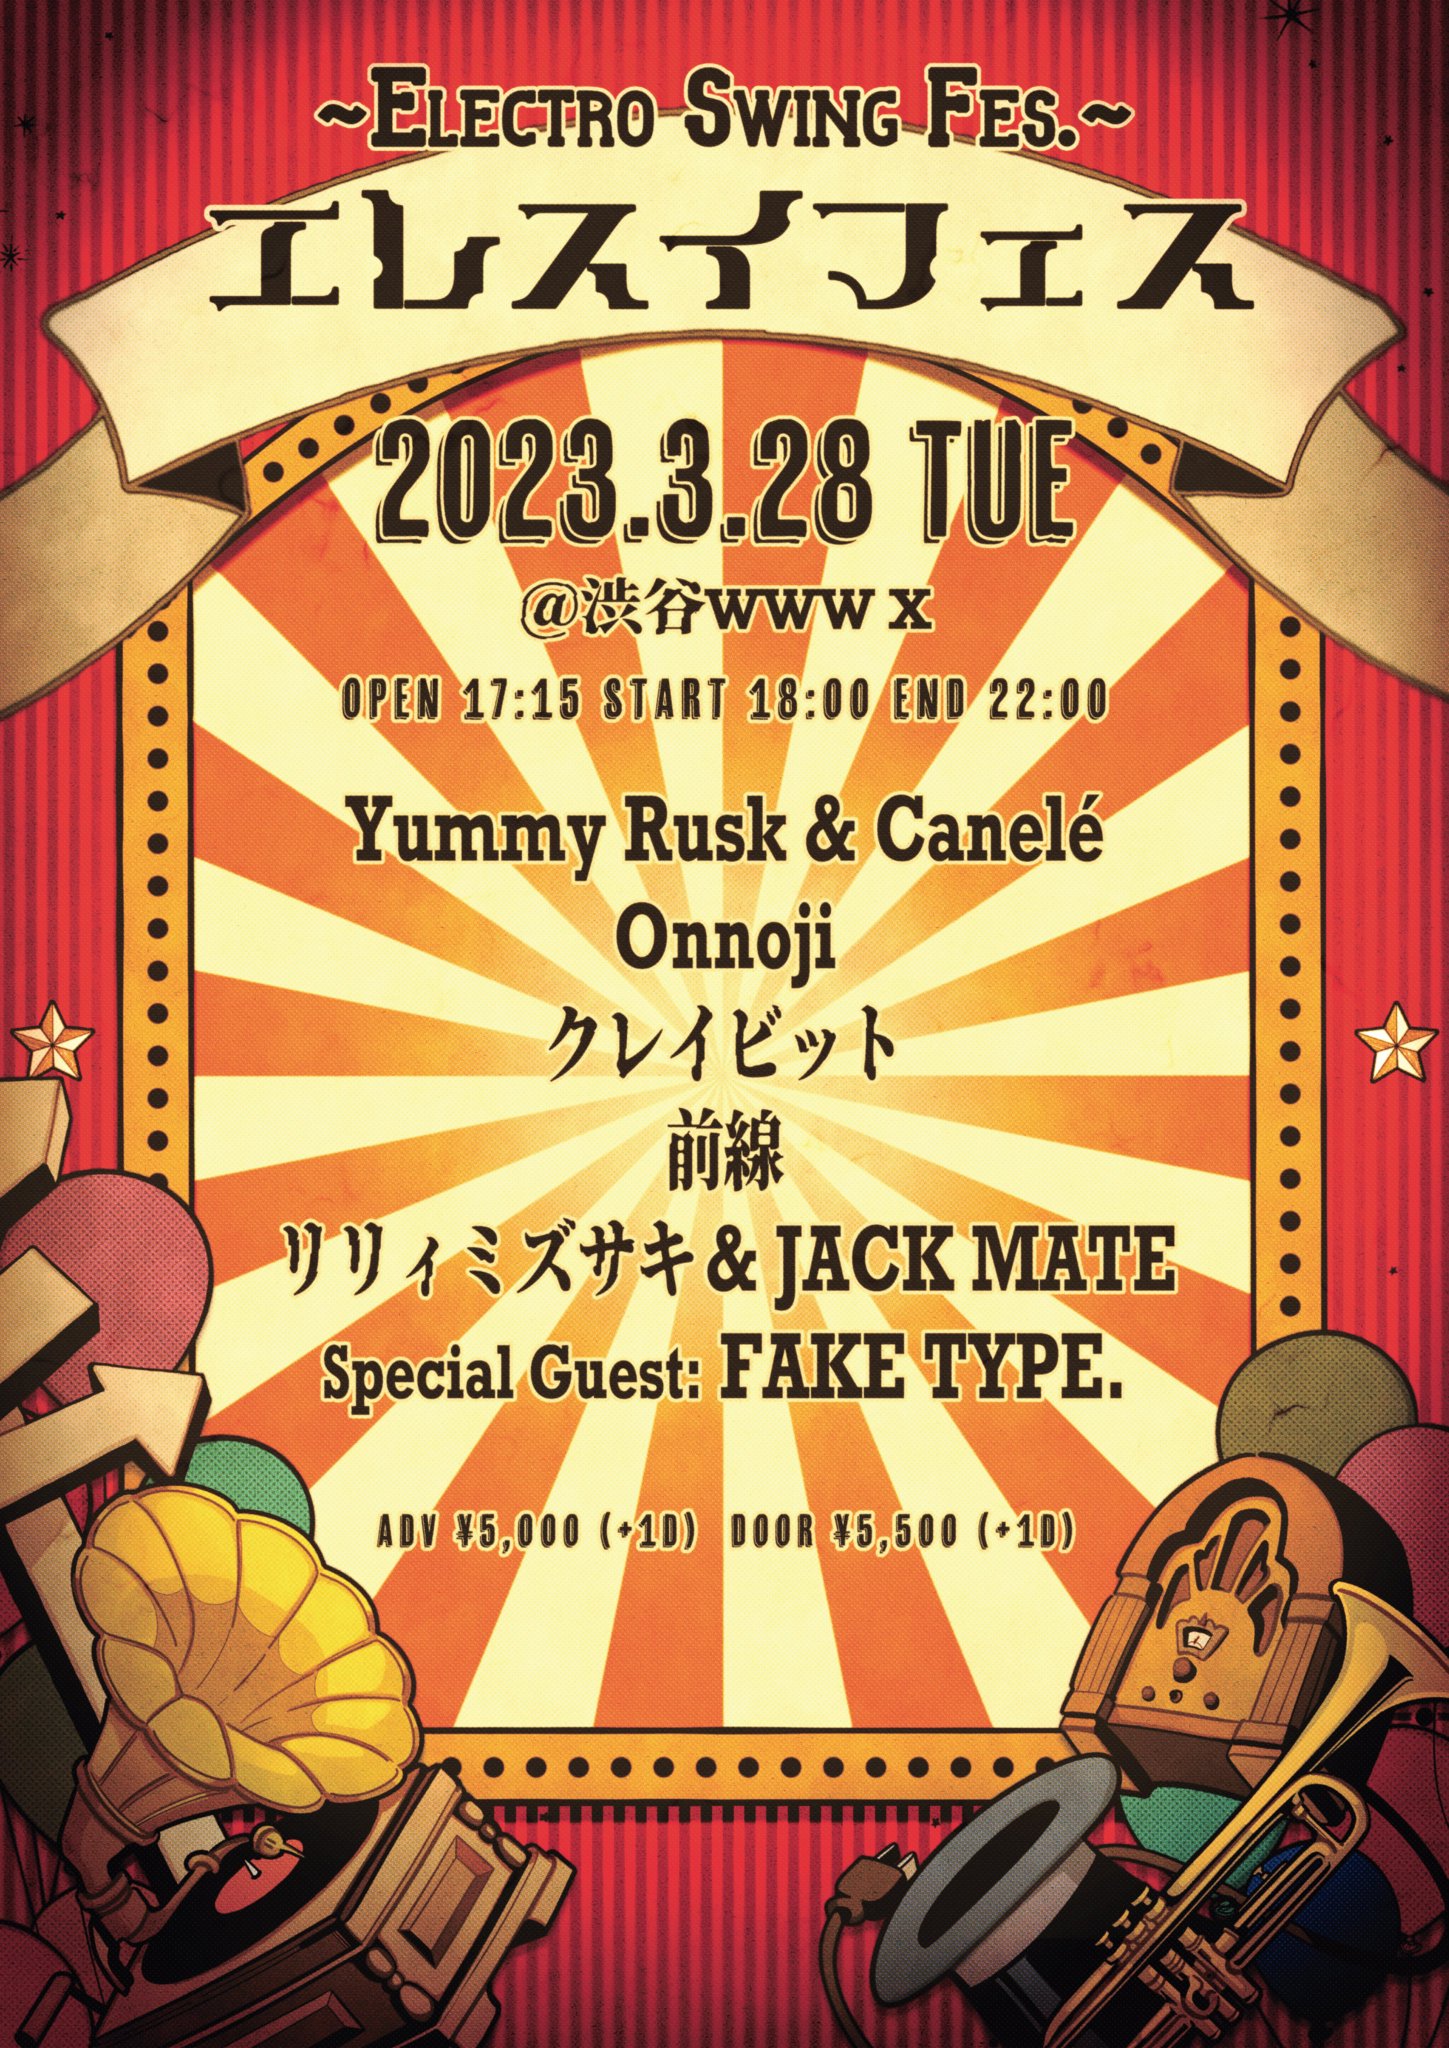 ~ELECTRO SWING FES.~
エレスイフェス
2023.3.28 TUE
@渋谷WWW X
OPEN 17:15 START 18:00 END 22:00
Yummy Rusk & Canelé
Onnoji
クレイビット
前線
リリィミズサキ& JACK MATE
Special Guest: FAKE TYPE.
ADV ¥5,000 (+1D) DOOR ¥5,500 (+1D)